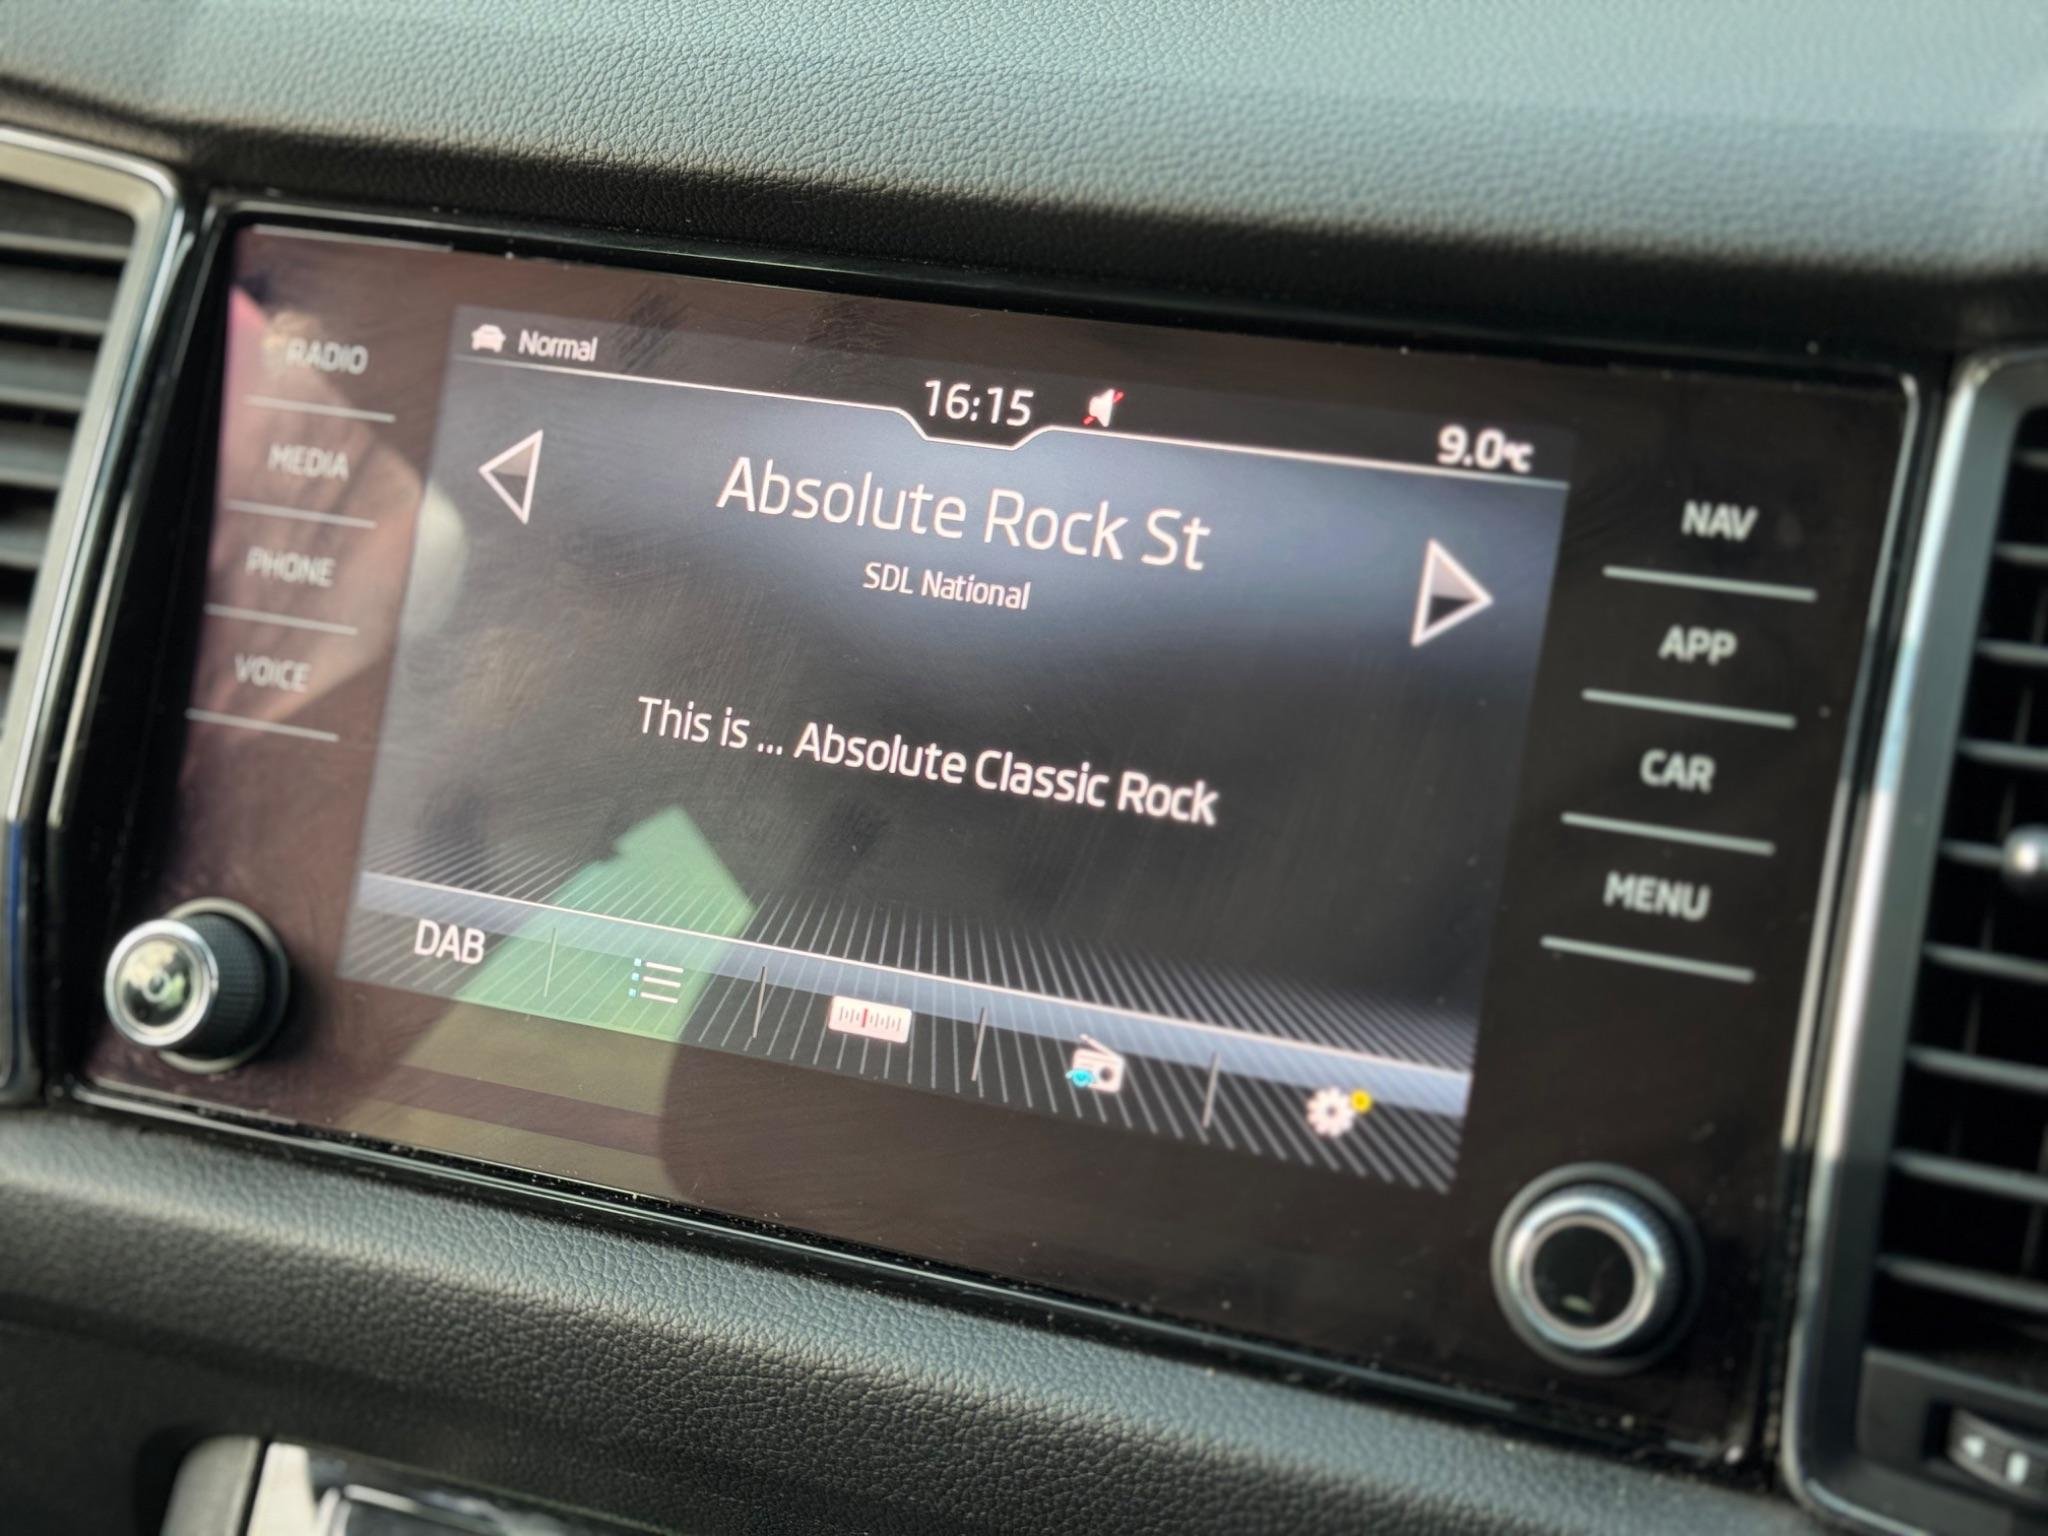 Normal
16:15
9.0°C
RADIO
MEDIA
PHONE
VOICE
Absolute Rock St
SDL National
This is ... Absolute Classic Rock
DAB
NAV
APP
CAR
MENU